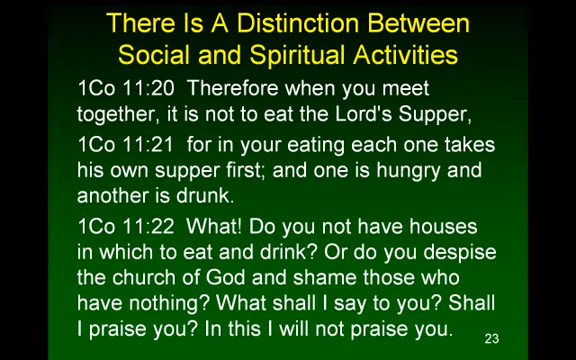 There Is A Distinction Between
Social and Spiritual Activities
1Co 11:20  Therefore when you meet
together, it is not to eat the Lord's Supper,
1Co 11:21  for in your eating each one takes
his own supper first; and one is hungry and
another is drunk.
1Co 11:22  What! Do you not have houses
in which to eat and drink? Or do you despise
the church of God and shame those who
have nothing? What shall I say to you? Shall
I praise you? In this I will not praise you.
23